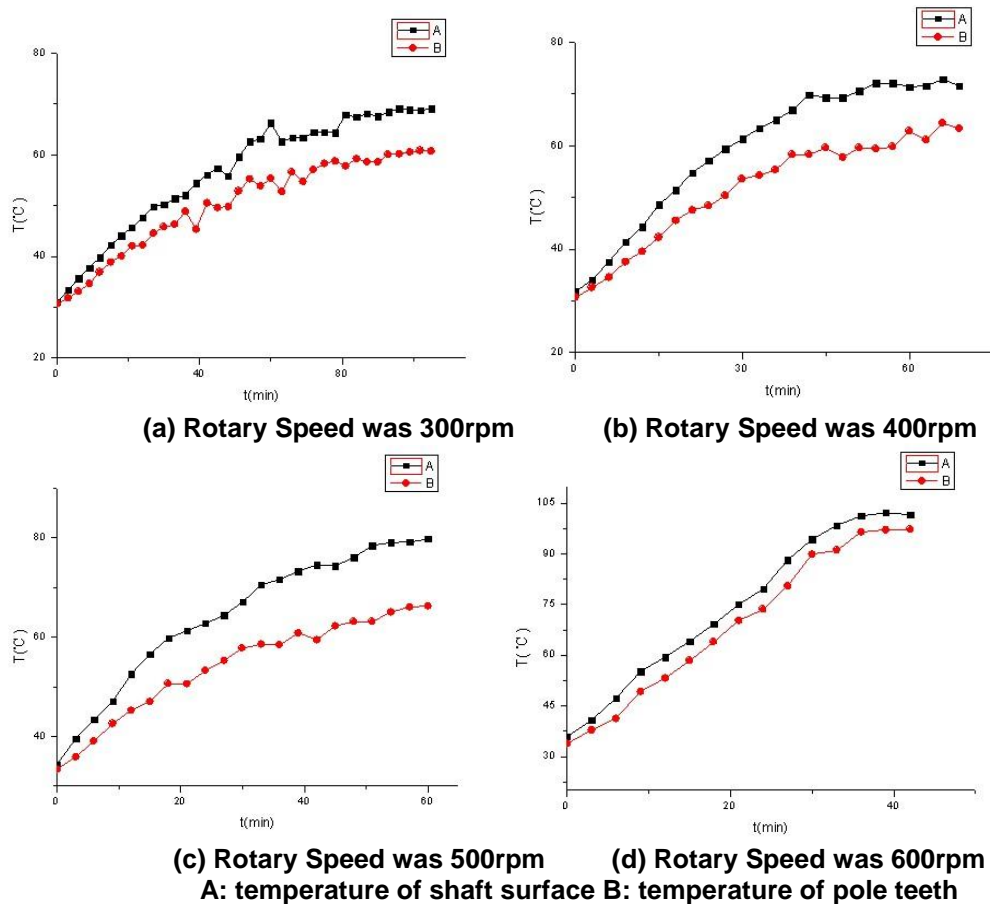 A
B
80
60
40
20
T(℃)
0
40
80
t(min)
A
B
80
60
40
20
T(℃)
0
30
60
t(min)
(a) Rotary Speed was 300rpm
(b) Rotary Speed was 400rpm
A
B
80
60
40
T(℃)
0
20
40
60
t(min)
A
B
105
90
75
60
45
30
T(℃)
0
20
40
t(min)
(c) Rotary Speed was 500rpm
(d) Rotary Speed was 600rpm
A: temperature of shaft surface B: temperature of pole teeth